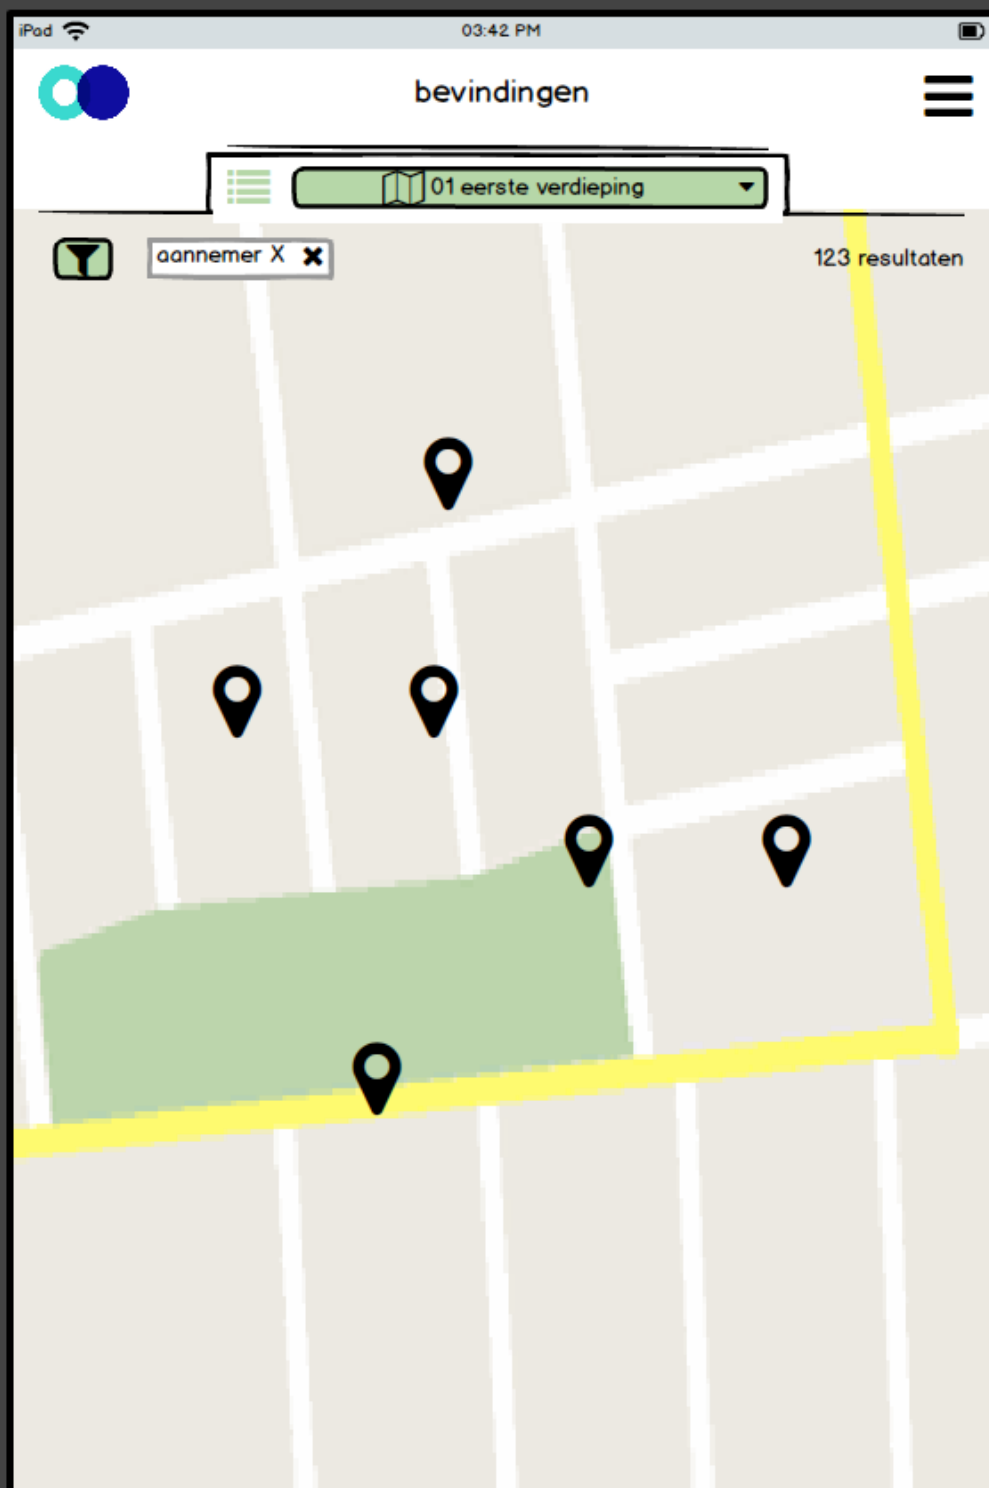 iPad
03:42 PM
bevindingen
01 eerste verdieping
aannemer X
123 resultaten